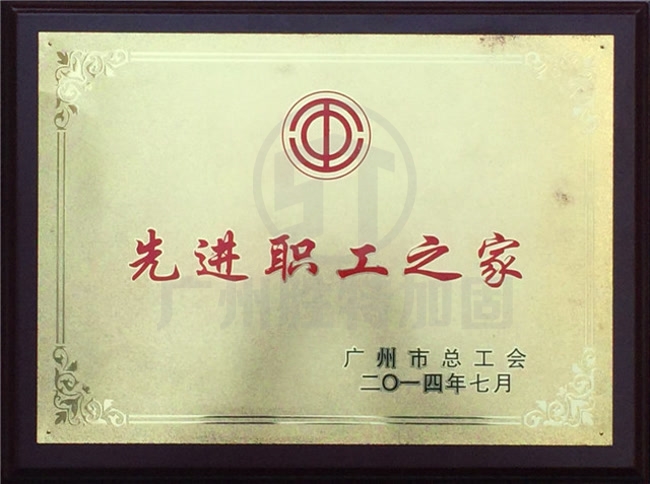 先进职工之家
广州市总工会
二〇一四年七月